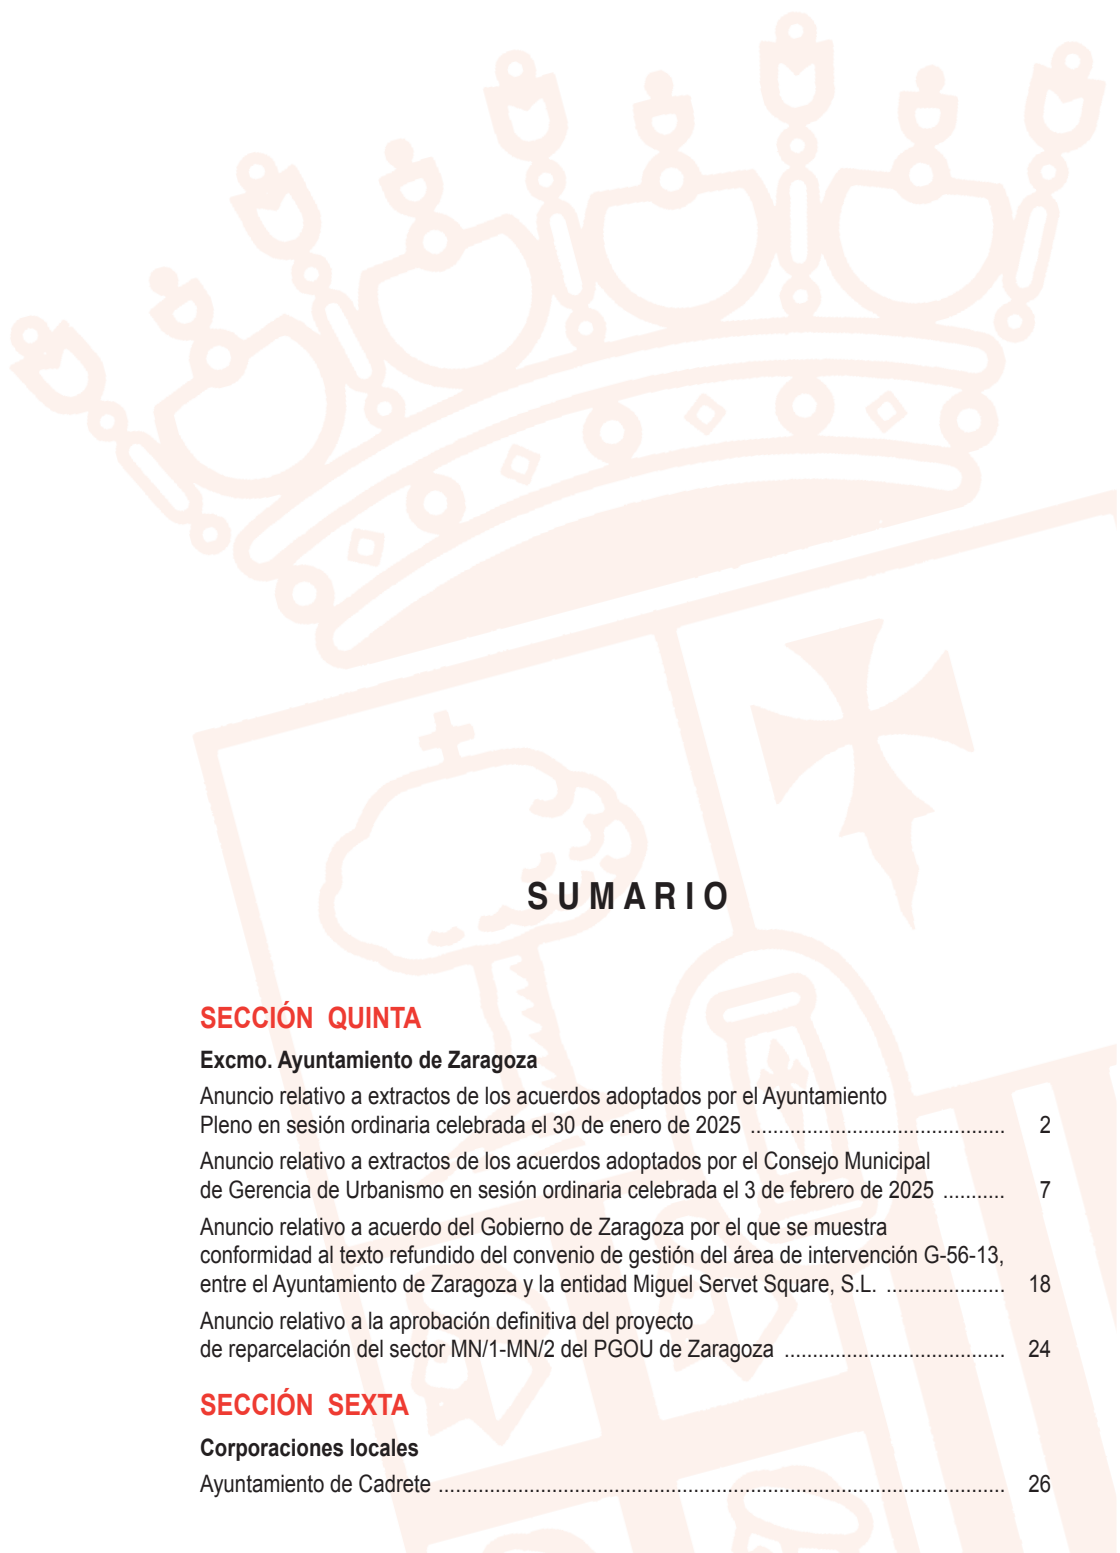 SUMARIO
SECCIÓN QUINTA
Excmo. Ayuntamiento de Zaragoza
Anuncio relativo a extractos de los acuerdos adoptados por el Ayuntamiento
Pleno en sesión ordinaria celebrada el 30 de enero de 2025 ............................................. 2
Anuncio relativo a extractos de los acuerdos adoptados por el Consejo Municipal
de Gerencia de Urbanismo en sesión ordinaria celebrada el 3 de febrero de 2025 ........... 7
Anuncio relativo a acuerdo del Gobierno de Zaragoza por el que se muestra
conformidad al texto refundido del convenio de gestión del área de intervención G-56-13,
entre el Ayuntamiento de Zaragoza y la entidad Miguel Servet Square, S.L. ..................... 18
Anuncio relativo a la aprobación definitiva del proyecto
de reparcelación del sector MN/1-MN/2 del PGOU de Zaragoza ....................................... 24
SECCIÓN SEXTA
Corporaciones locales
Ayuntamiento de Cadrete .................................................................................................... 26